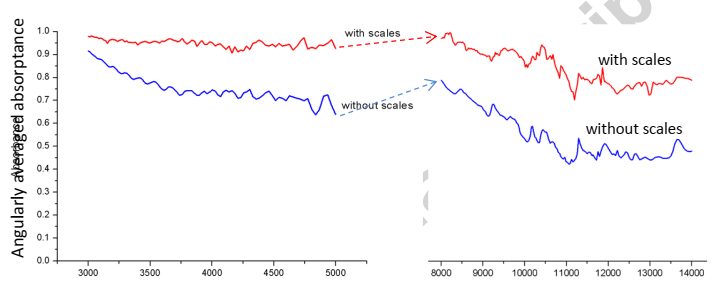 Angularly averaged absorptance
1.0
0.9
0.8
0.7
0.6
0.5
0.4
0.3
0.2
0.1
0.0
with scales
without scales
with scales
without scales
3000 3500 4000 4500 5000 8000 9000 10000 11000 12000 13000 14000